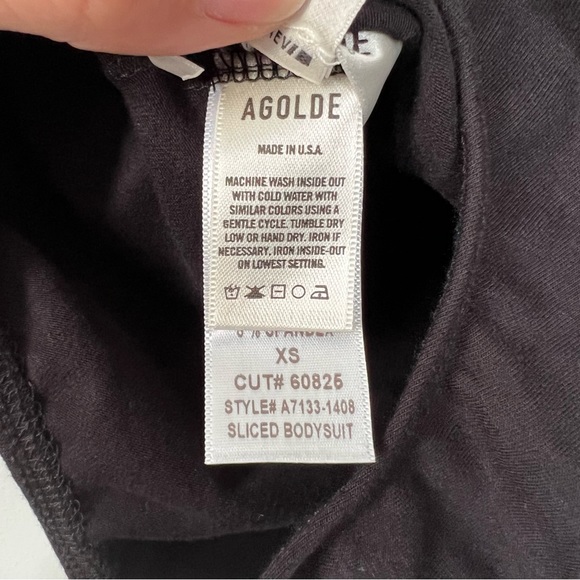 AGOLDE
MADE IN U.S.A.
MACHINE WASH INSIDE OUT
WITH COLD WATER WITH
SIMILAR COLORS USING A
GENTLE CYCLE. TUMBLE DRY
LOW OR HAND DRY. IRON IF
NECESSARY. IRON INSIDE-OUT
ON LOWEST SETTING.
% SPANDEX
XS
CUT# 60825
STYLE# A7133-1408
SLICED BODYSUIT